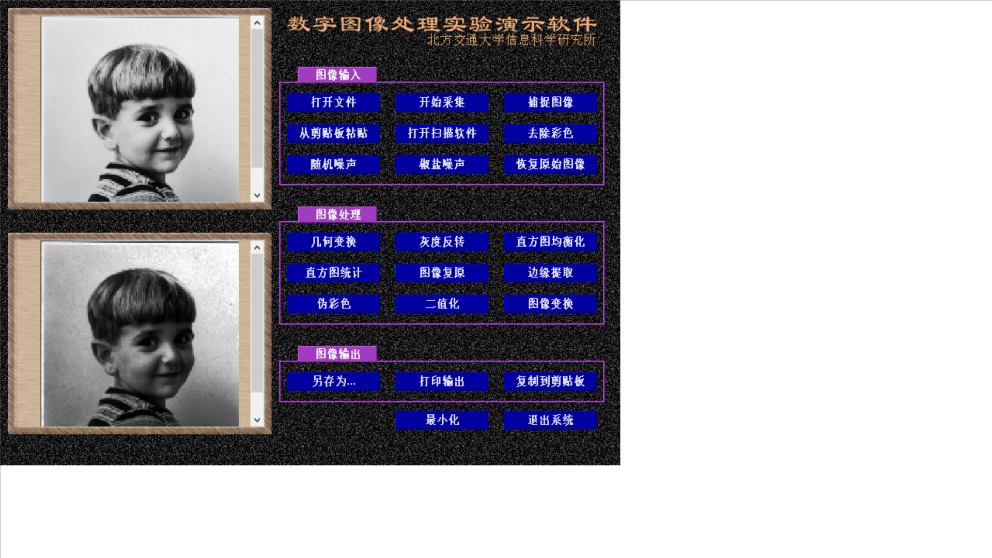 数字图像处理实验演示软件
北方交通大学信息科学研究所
图像输入
打开文件 开始采集 捕捉图像
从剪贴板粘贴 打开扫描软件 去除彩色
随机噪声 椒盐噪声 恢复原始图像
图像处理
几何变换 灰度反转 直方图均衡化
直方图统计 图像复原 边缘提取
伪彩色 二值化 图像变换
图像输出
另存为... 打印输出 复制到剪贴板
最小化 退出系统